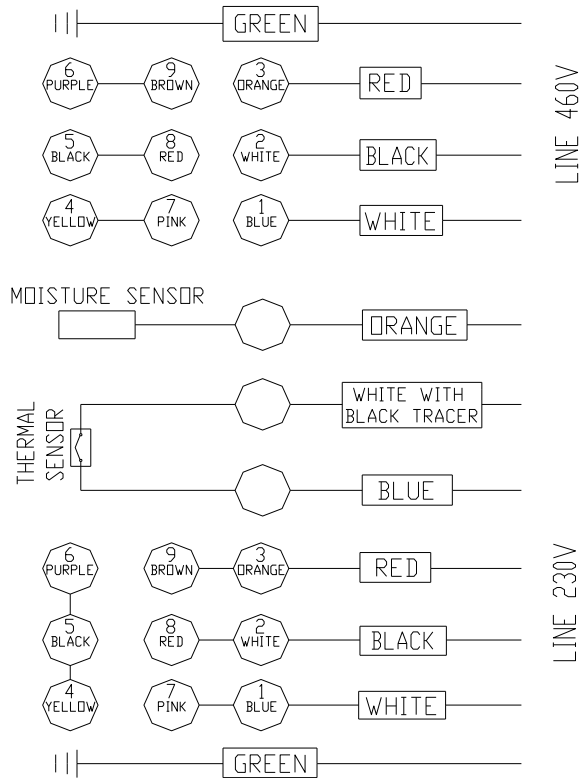 GREEN
6 PURPLE 9 BROWN 3 ORANGE RED
5 BLACK 8 RED 2 WHITE BLACK
4 YELLOW 7 PINK 1 BLUE WHITE
LINE 460V
MOISTURE SENSOR
ORANGE
WHITE WITH
BLACK TRACER
THERMAL
SENSOR
BLUE
6 PURPLE 9 BROWN 3 ORANGE RED
5 BLACK 8 RED 2 WHITE BLACK
4 YELLOW 7 PINK 1 BLUE WHITE
LINE 230V
GREEN